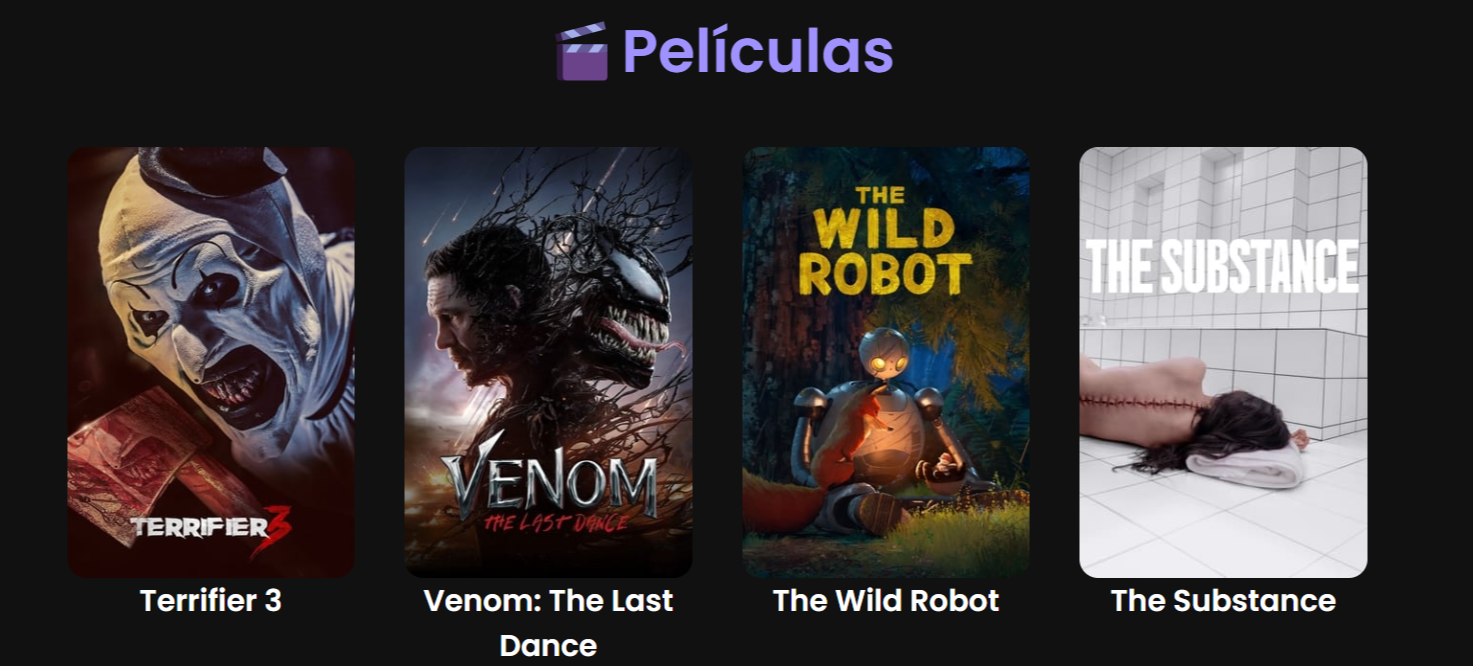 Películas
TERRIFIER 3
VENOM
THE LAST DANCE
THE
WILD
ROBOT
THE SUBSTANCE
Terrifier 3
Venom: The Last
Dance
The Wild Robot
The Substance